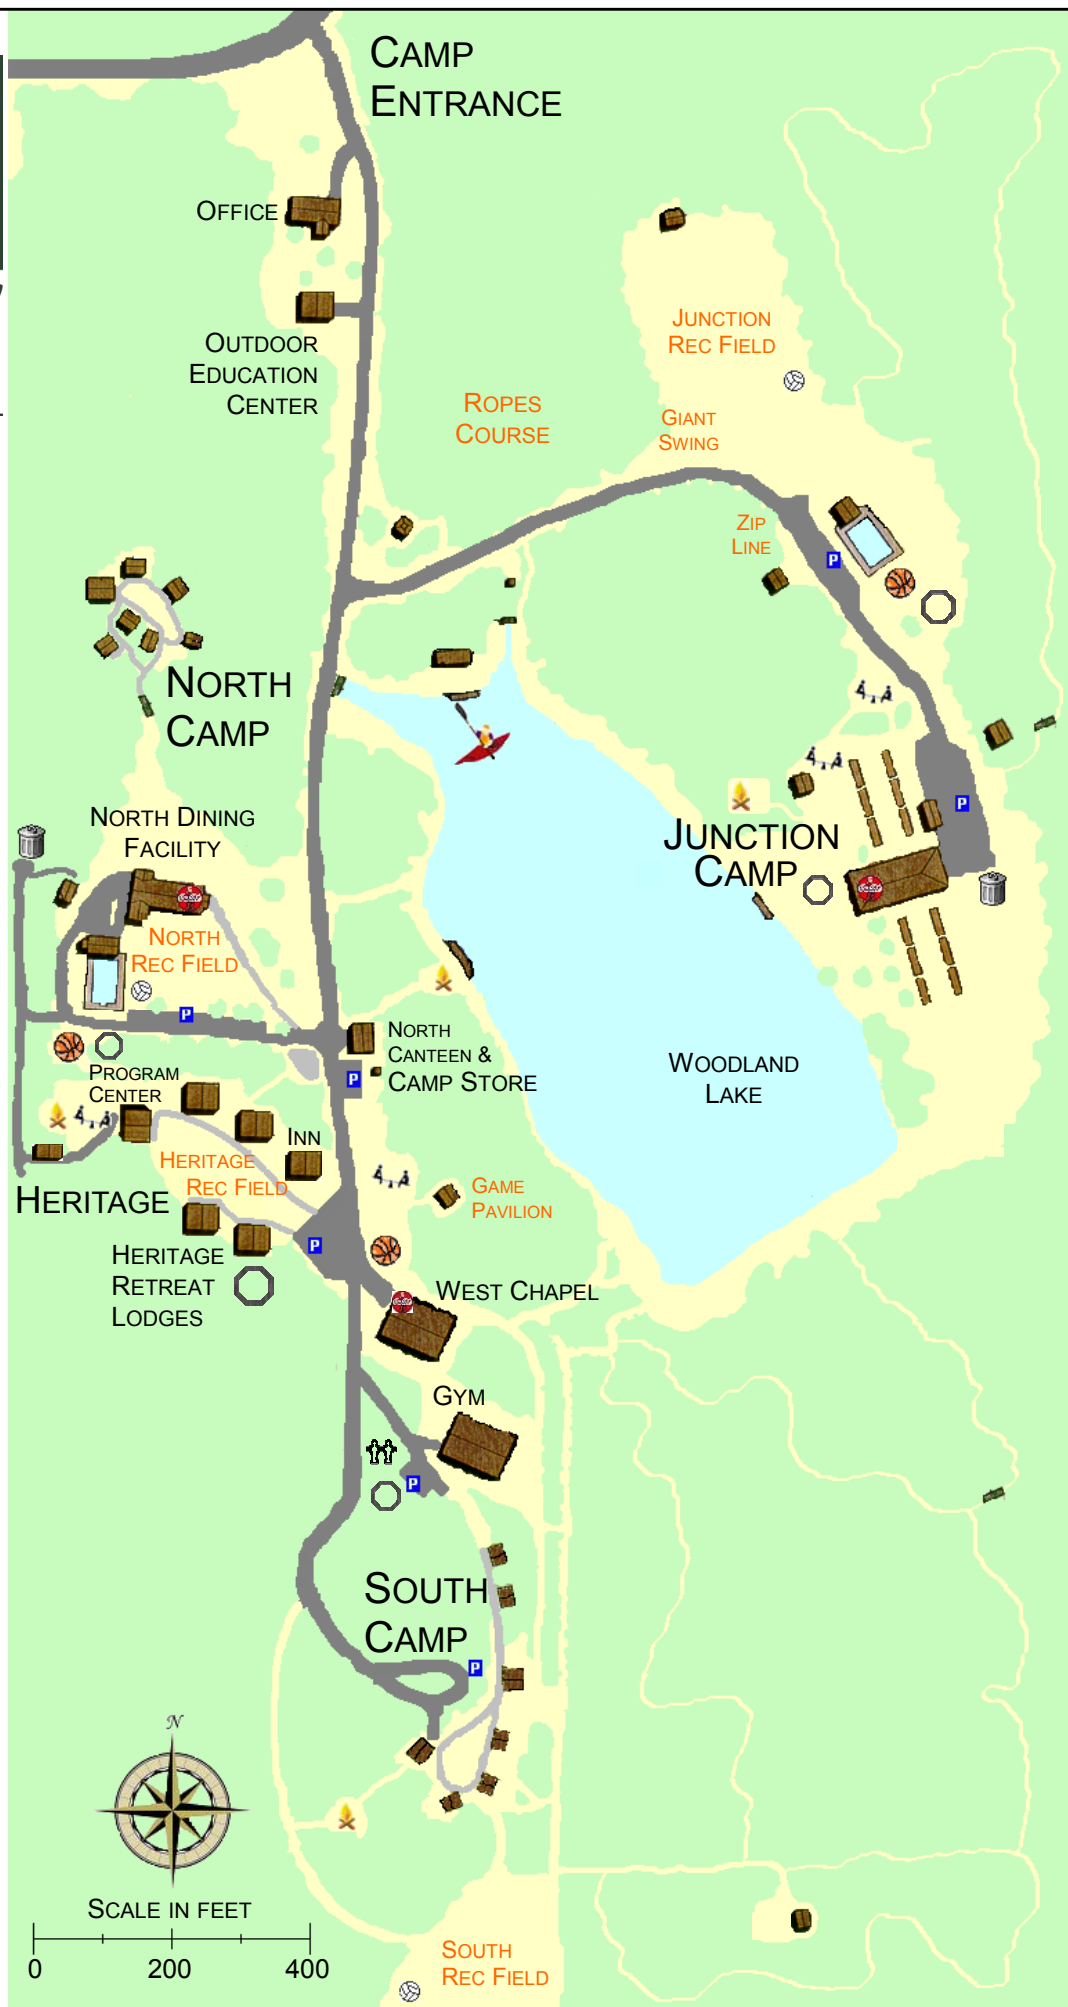 CAMP
ENTRANCE
OFFICE
OUTDOOR
EDUCATION
CENTER
JUNCTION
REC FIELD
ROPES
COURSE
GIANT
SWING
ZIP
LINE
P
NORTH
CAMP
NORTH DINING
FACILITY
JUNCTION
CAMP
P
NORTH
REC FIELD
P
NORTH
CANTEEN &
CAMP STORE
P
WOODLAND
LAKE
PROGRAM
CENTER
INN
HERITAGE
REC FIELD
HERITAGE
GAME
PAVILION
P
HERITAGE
RETREAT
LODGES
WEST CHAPEL
GYM
P
SOUTH
CAMP
P
N
SCALE IN FEET
0 200 400
SOUTH
REC FIELD